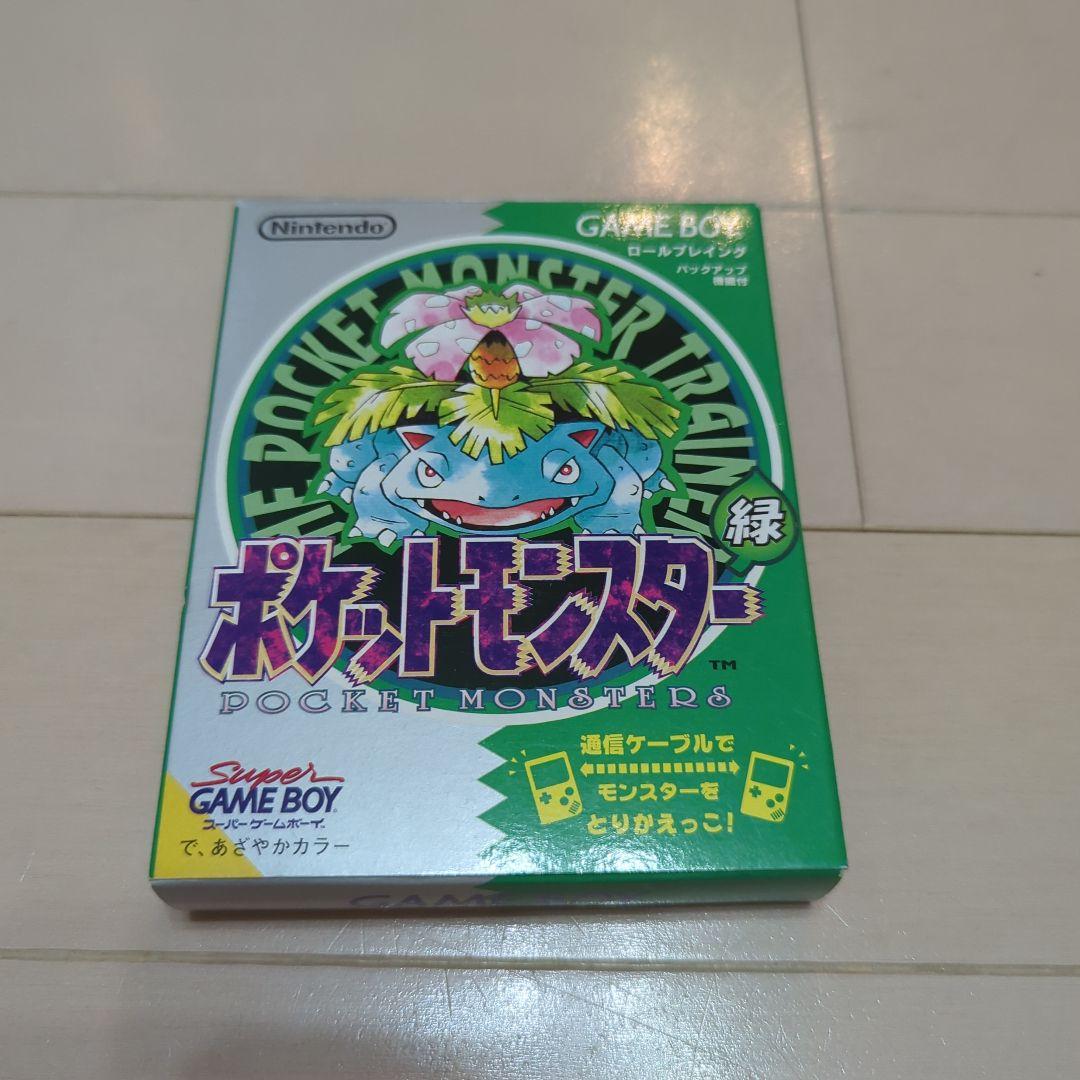 Nintendo
GAME BOY
ロールプレイング
バックアップ
機能付
THE POCKET MONSTER TRAINER
緑
ポケットモンスター
TM
POCKET MONSTERS
通信ケーブルで
モンスターを
とりかえっこ!
Super
GAME BOY
スーパーゲームボーイ
で、あざやかカラー
GAME BOY